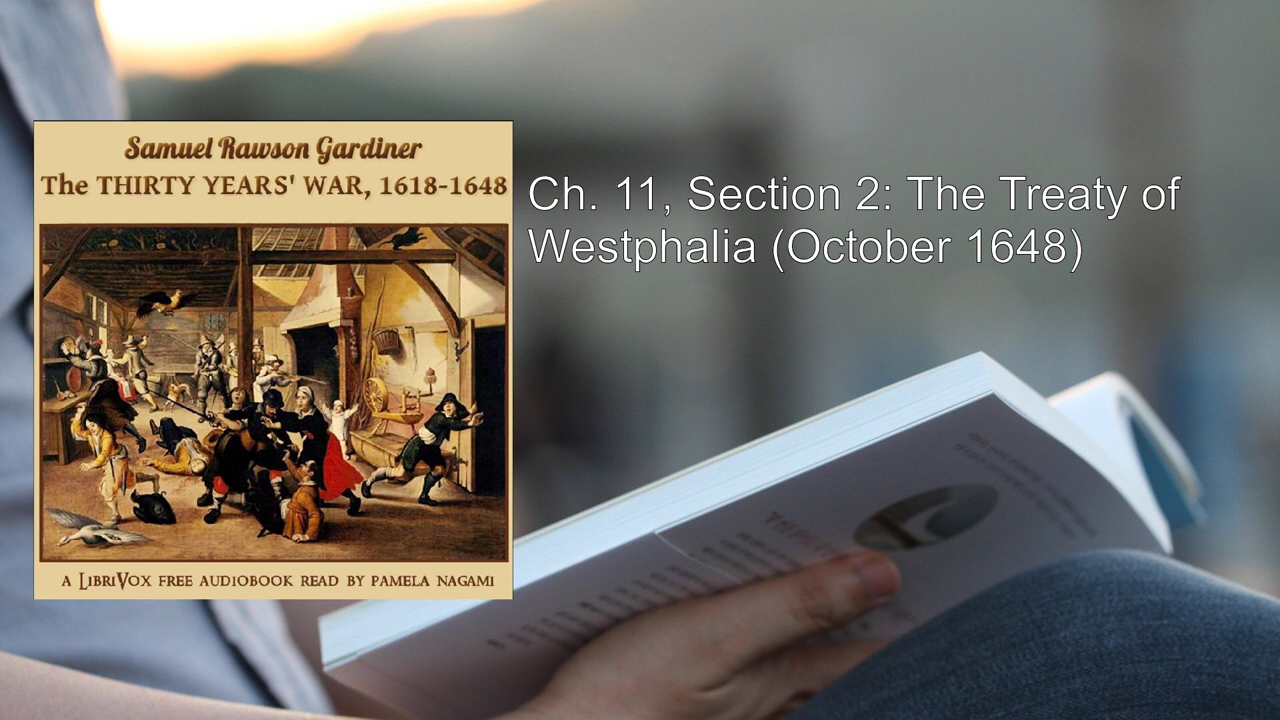 Samuel Rawson Gardiner
The THIRTY YEARS' WAR, 1618-1648
A LIBRIVOX FREE AUDIOBOOK READ BY PAMELA NAGAMI
Ch. 11, Section 2: The Treaty of
Westphalia (October 1648)